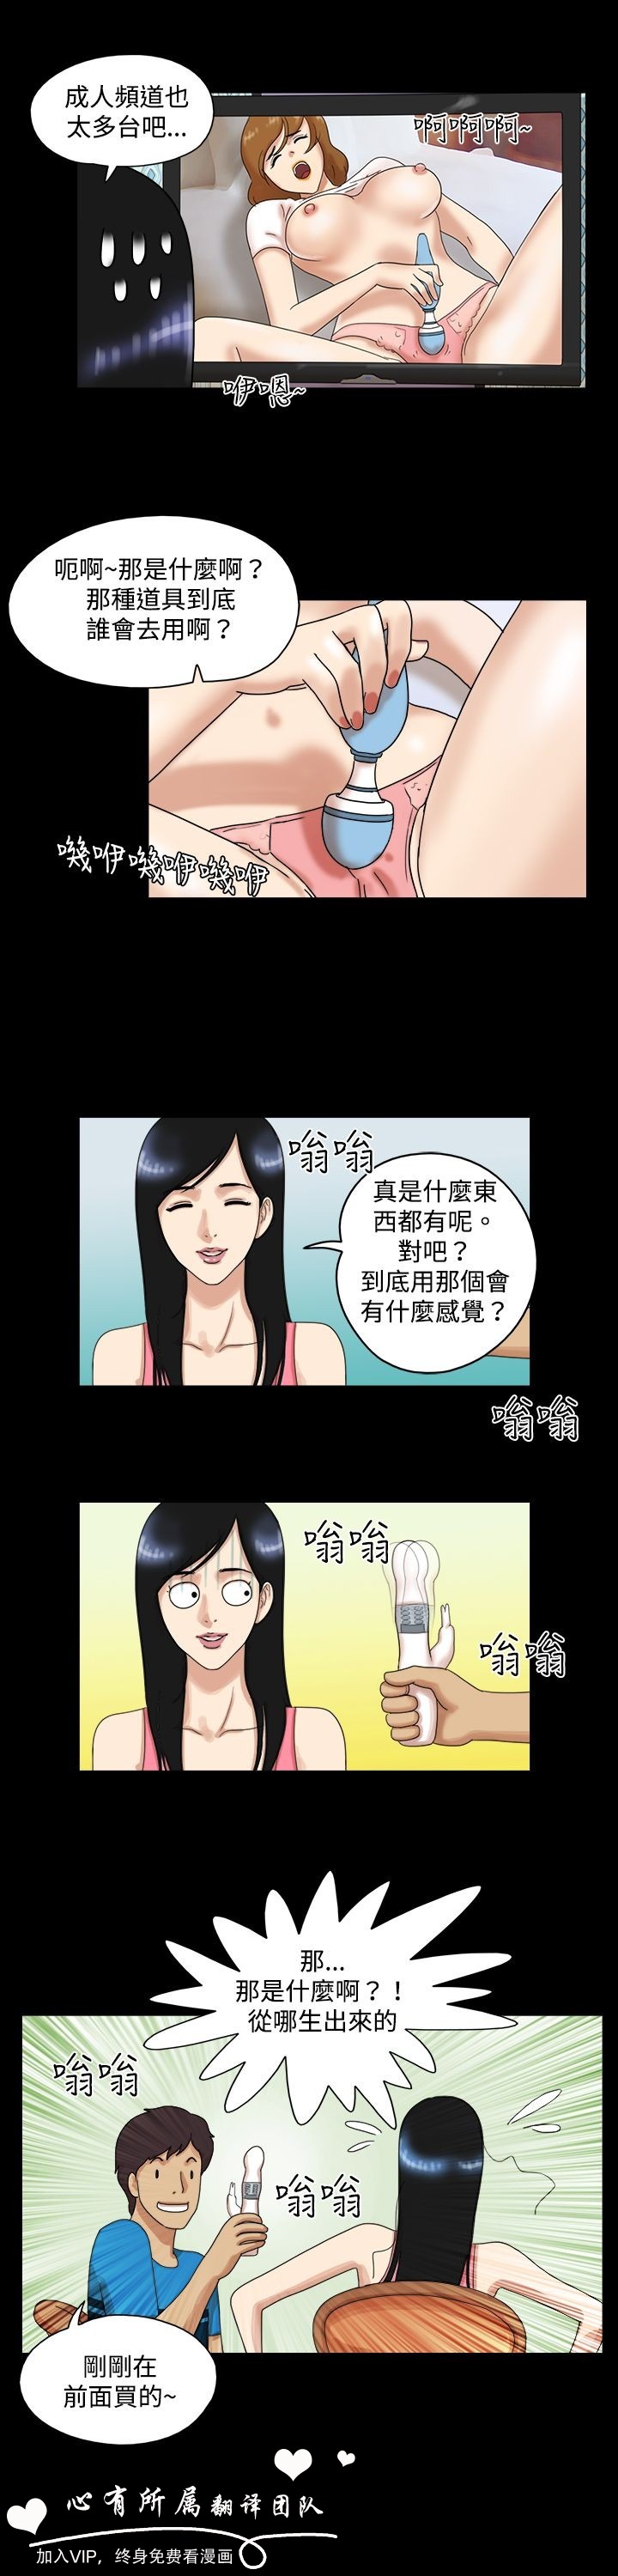 成人頻道也
太多台吧...
啊啊啊~
咿嗯~
呃啊~那是什麼啊？
那種道具到底
誰會去用啊？
嘰咿嘰咿嘰咿
嗡嗡
真是什麼東
西都有呢。
對吧？
到底用那個會
有什麼感覺？
嗡嗡
嗡嗡
嗡嗡
那...
那是什麼啊？！
從哪生出來的
嗡嗡
嗡嗡
剛剛在
前面買的~
心有所属翻译团队
加入VIP，终身免费看漫画